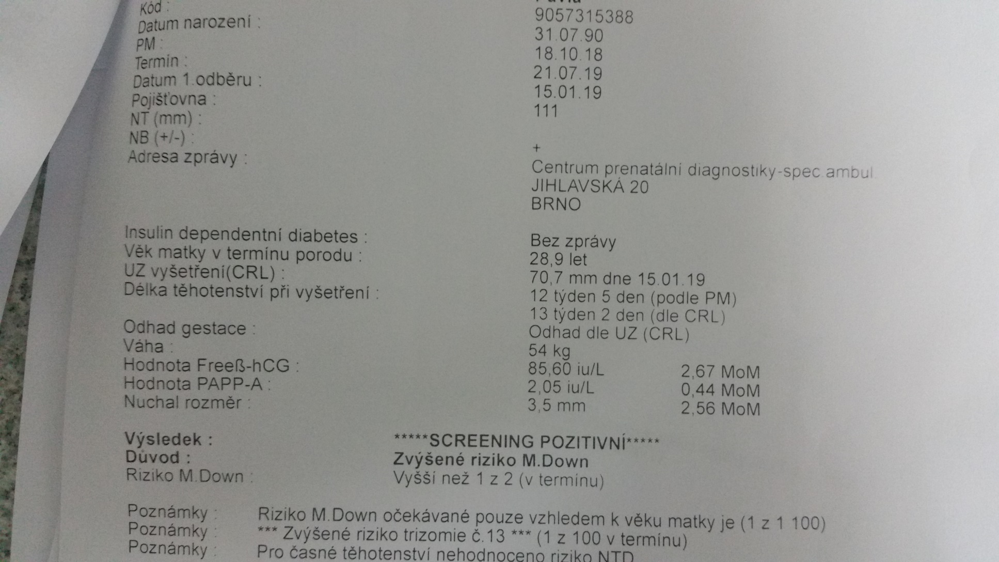 Kód :
9057315388
Datum narození :
31.07.90
PM :
18.10.18
Termín :
21.07.19
Datum 1.odběru :
15.01.19
Pojišťovna :
111
NT (mm) :
NB (+/-) :
+
Adresa zprávy :
Centrum prenatální diagnostiky-spec.ambul
JIHLAVSKÁ 20
BRNO
Insulin dependentní diabetes :
Bez zprávy
Věk matky v termínu porodu :
28,9 let
UZ vyšetření(CRL) :
70,7 mm dne 15.01.19
Délka těhotenství při vyšetření :
12 týden 5 den (podle PM)
13 týden 2 den (dle CRL)
Odhad gestace :
Odhad dle UZ (CRL)
Váha :
54 kg
Hodnota Freeß-hCG :
85,60 iu/L 2,67 MoM
Hodnota PAPP-A :
2,05 iu/L 0,44 MoM
Nuchal rozměr :
3,5 mm 2,56 MoM
Výsledek : *****SCREENING POZITIVNÍ*****
Důvod : Zvýšené riziko M.Down
Riziko M.Down : Vyšší než 1 z 2 (v termínu)
Poznámky : Riziko M.Down očekávané pouze vzhledem k věku matky je (1 z 1 100)
Poznámky : *** Zvýšené riziko trizomie č.13 *** (1 z 100 v termínu)
Poznámky : Pro časné těhotenství nehodnoceno riziko NTD